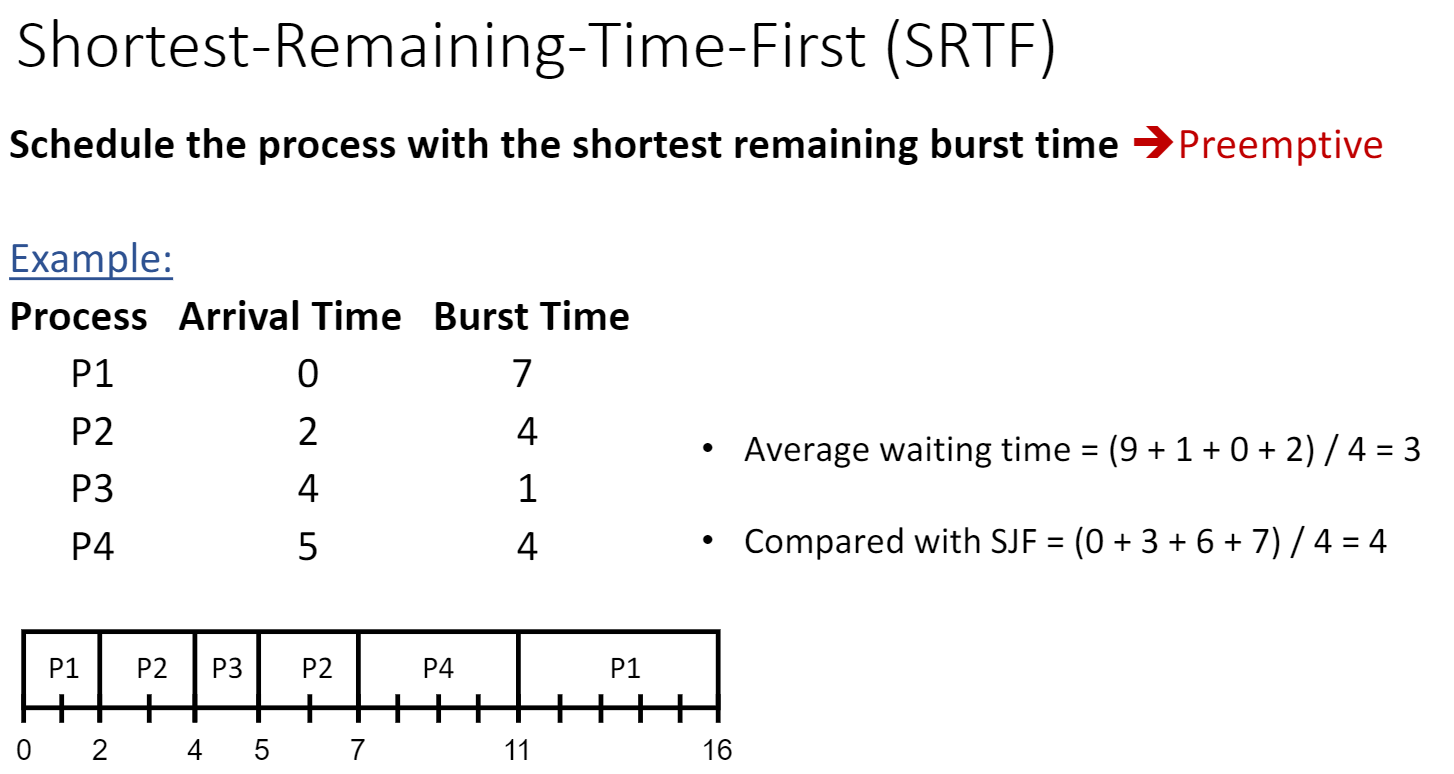 Shortest-Remaining-Time-First (SRTF)
Schedule the process with the shortest remaining burst time ➔Preemptive
Example:
Process Arrival Time Burst Time
P1 0 7
P2 2 4
P3 4 1
P4 5 4
• Average waiting time = (9 + 1 + 0 + 2) / 4 = 3
• Compared with SJF = (0 + 3 + 6 + 7) / 4 = 4
P1 P2 P3 P2 P4 P1
0 2 4 5 7 11 16